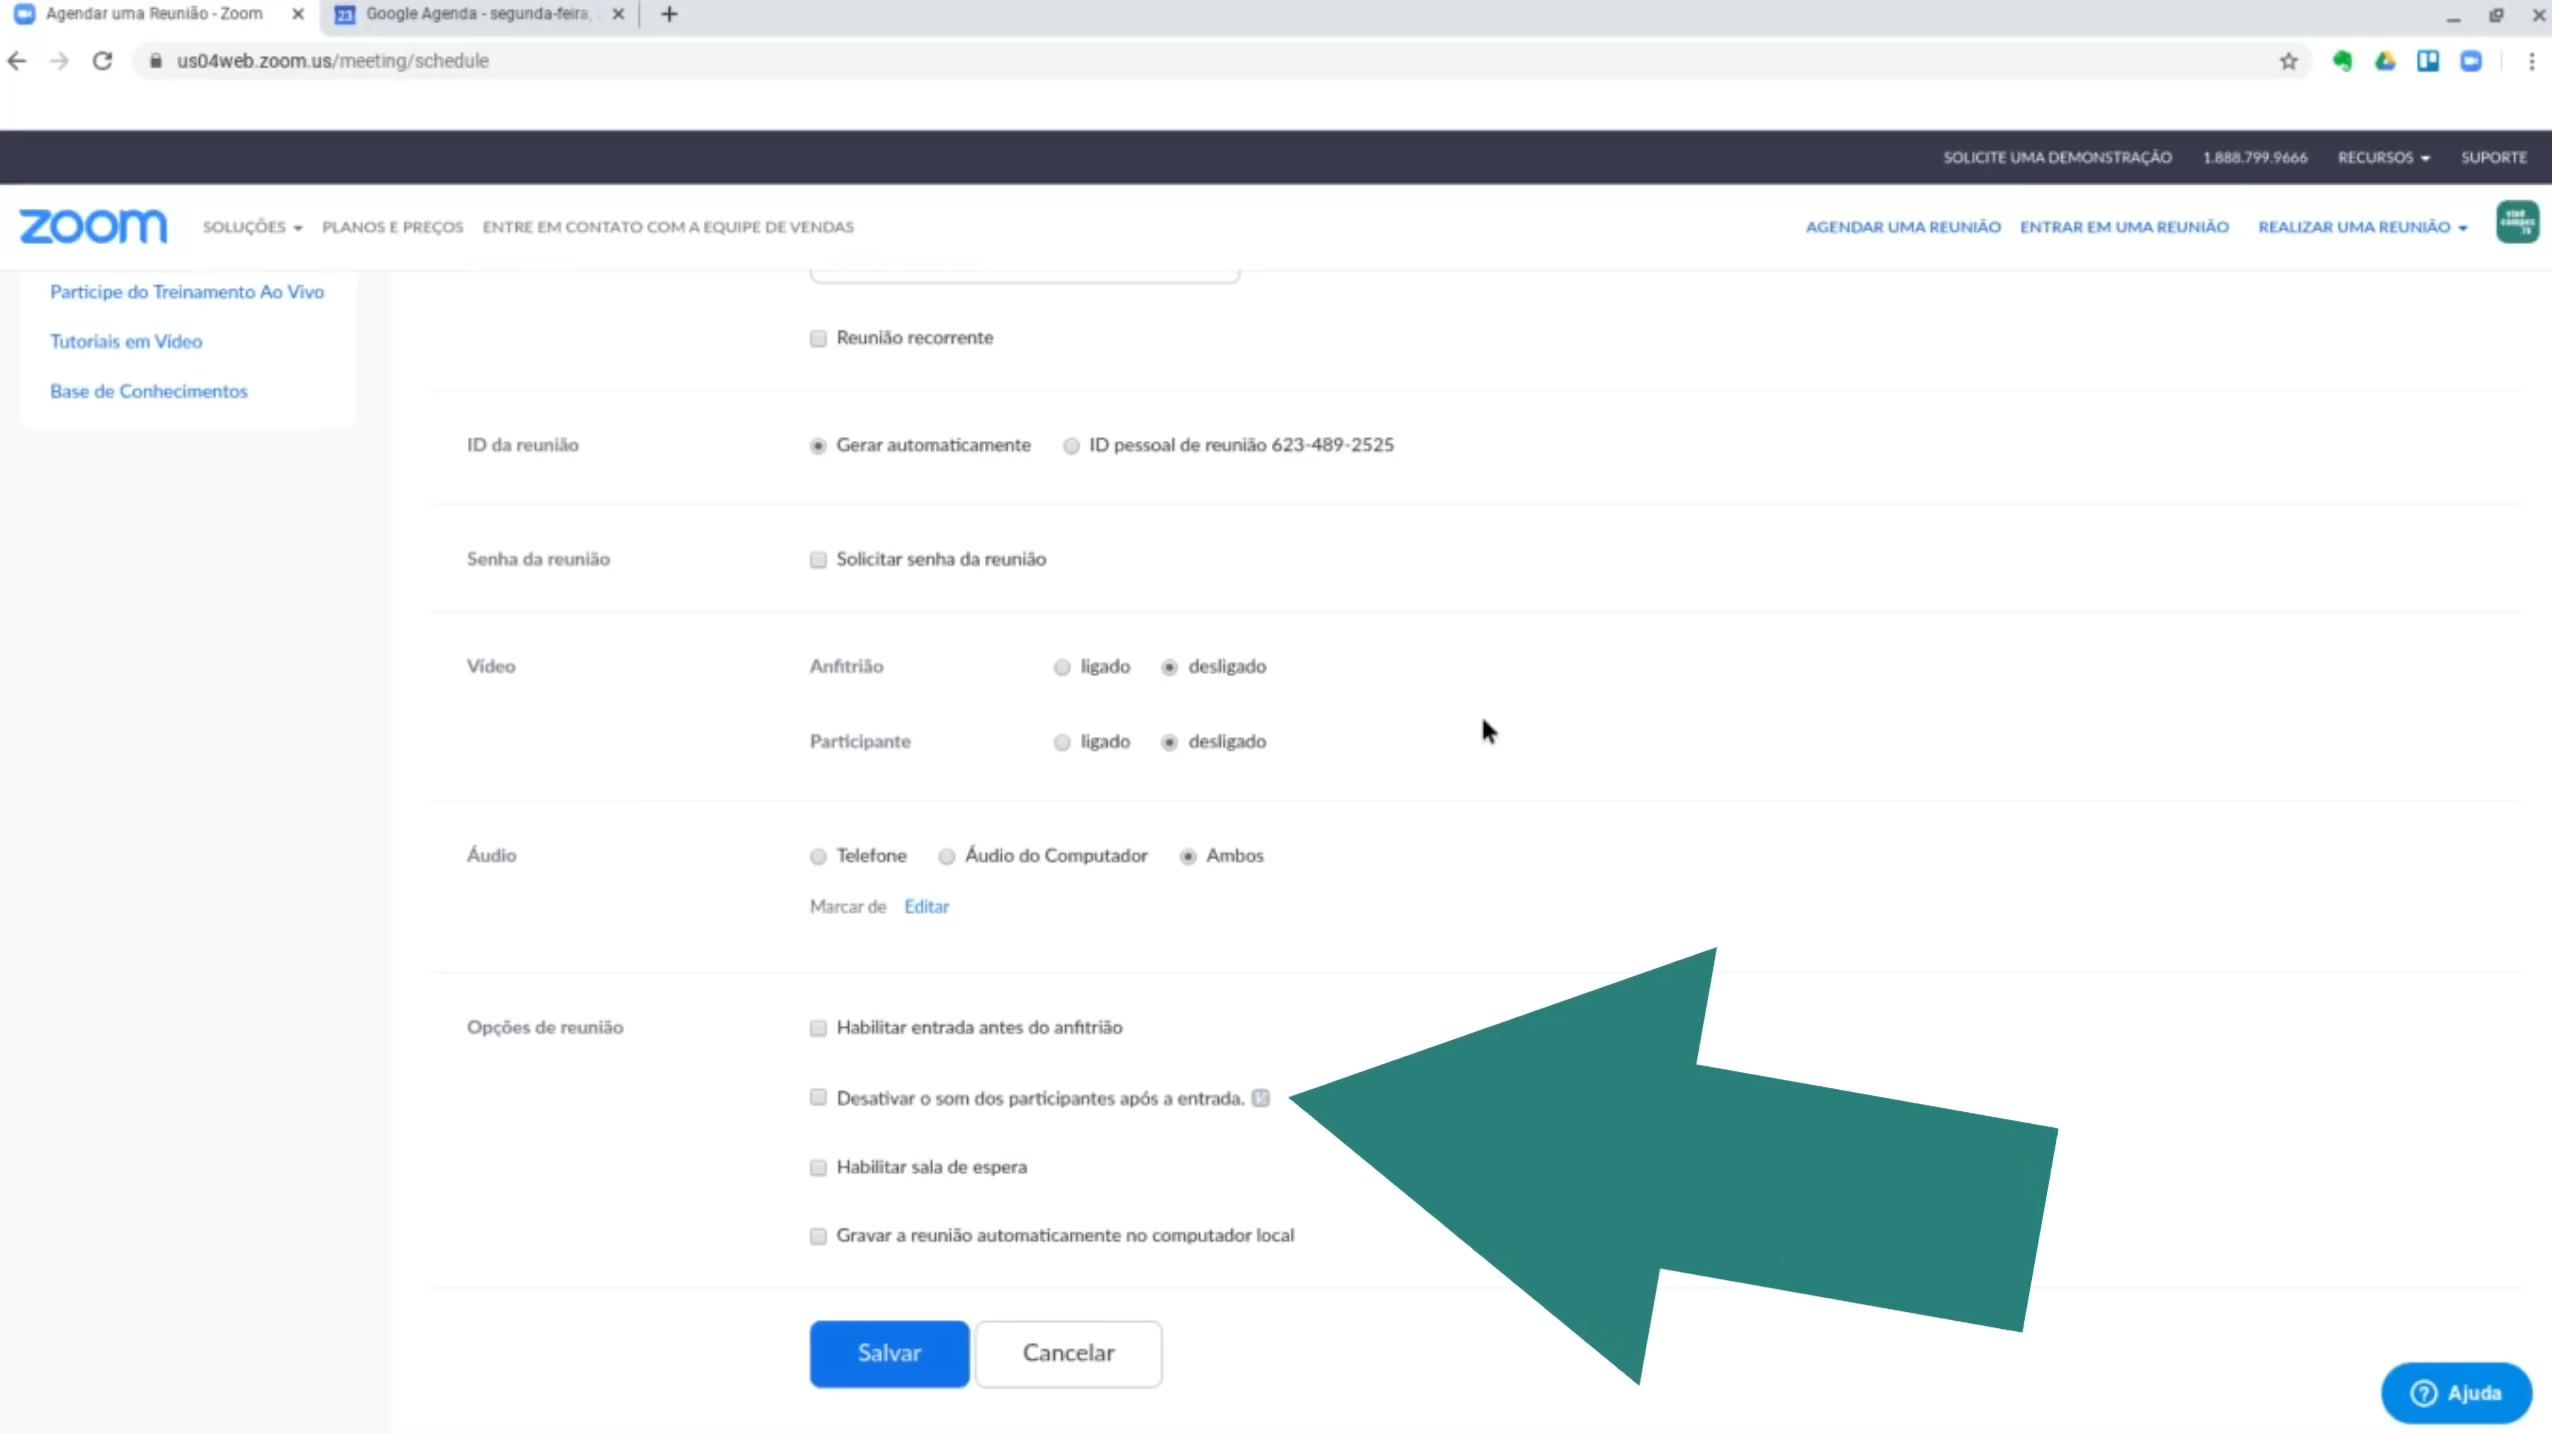 Agendar uma Reunião - Zoom
23 Google Agenda - segunda-feira,
us04web.zoom.us/meeting/schedule
SOLICITE UMA DEMONSTRAÇÃO 1.888.799.9666 RECURSOS SUPORTE
zoom SOLUÇÕES PLANOS E PREÇOS ENTRE EM CONTATO COM A EQUIPE DE VENDAS AGENDAR UMA REUNIÃO ENTRAR EM UMA REUNIÃO REALIZAR UMA REUNIÃO
Participe do Treinamento Ao Vivo
Tutoriais em Vídeo
Base de Conhecimentos
Reunião recorrente
ID da reunião Gerar automaticamente ID pessoal de reunião 623-489-2525
Senha da reunião Solicitar senha da reunião
Vídeo Anfitrião ligado desligado
Participante ligado desligado
Áudio Telefone Áudio do Computador Ambos
Marcar de Editar
Opções de reunião Habilitar entrada antes do anfitrião
Desativar o som dos participantes após a entrada.
Habilitar sala de espera
Gravar a reunião automaticamente no computador local
Salvar Cancelar
Ajuda